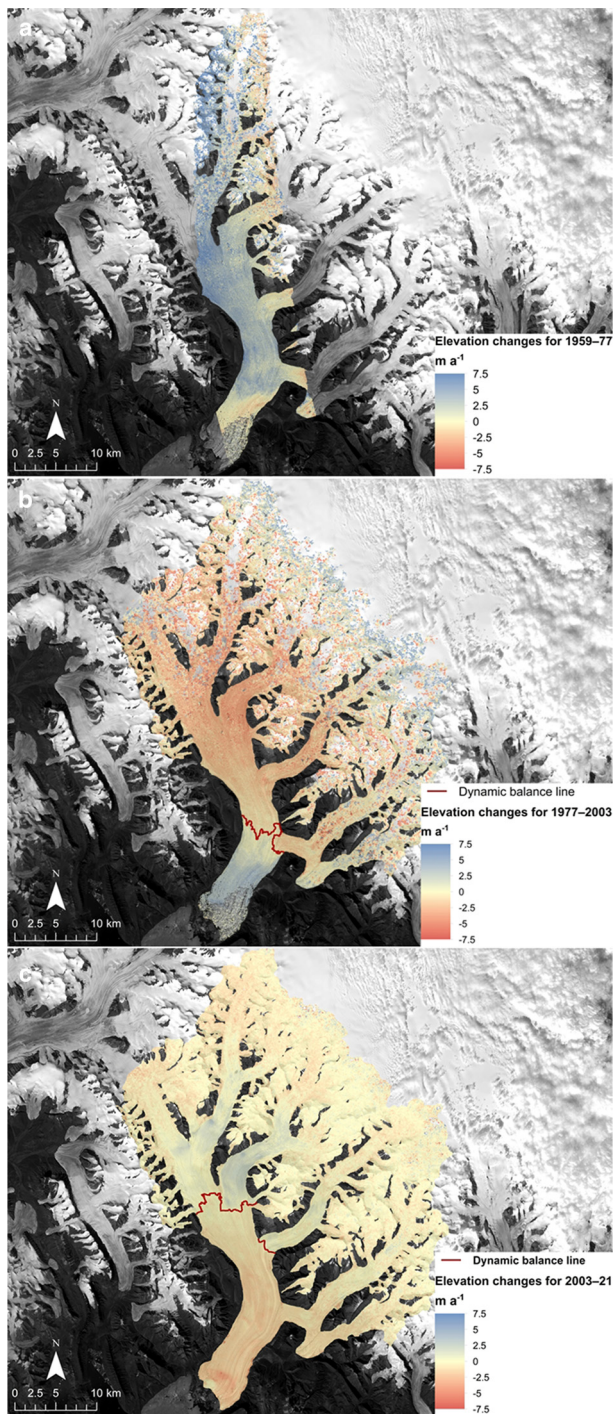 a
Elevation changes for 1959–77
m a⁻¹
7.5
5
2.5
0
-2.5
-5
-7.5
N
0 2.5 5 10 km
b
Dynamic balance line
Elevation changes for 1977–2003
m a⁻¹
7.5
5
2.5
0
-2.5
-5
-7.5
N
0 2.5 5 10 km
c
Dynamic balance line
Elevation changes for 2003–21
m a⁻¹
7.5
5
2.5
0
-2.5
-5
-7.5
N
0 2.5 5 10 km